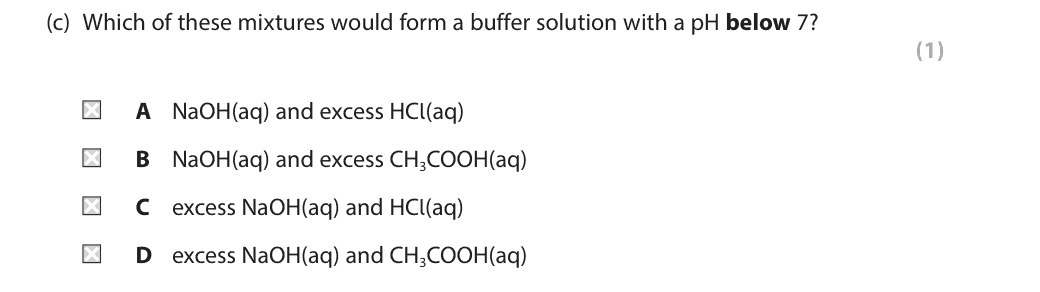 (c) Which of these mixtures would form a buffer solution with a pH below 7?
(1)
A NaOH(aq) and excess HCl(aq)
B NaOH(aq) and excess CH₃COOH(aq)
C excess NaOH(aq) and HCl(aq)
D excess NaOH(aq) and CH₃COOH(aq)